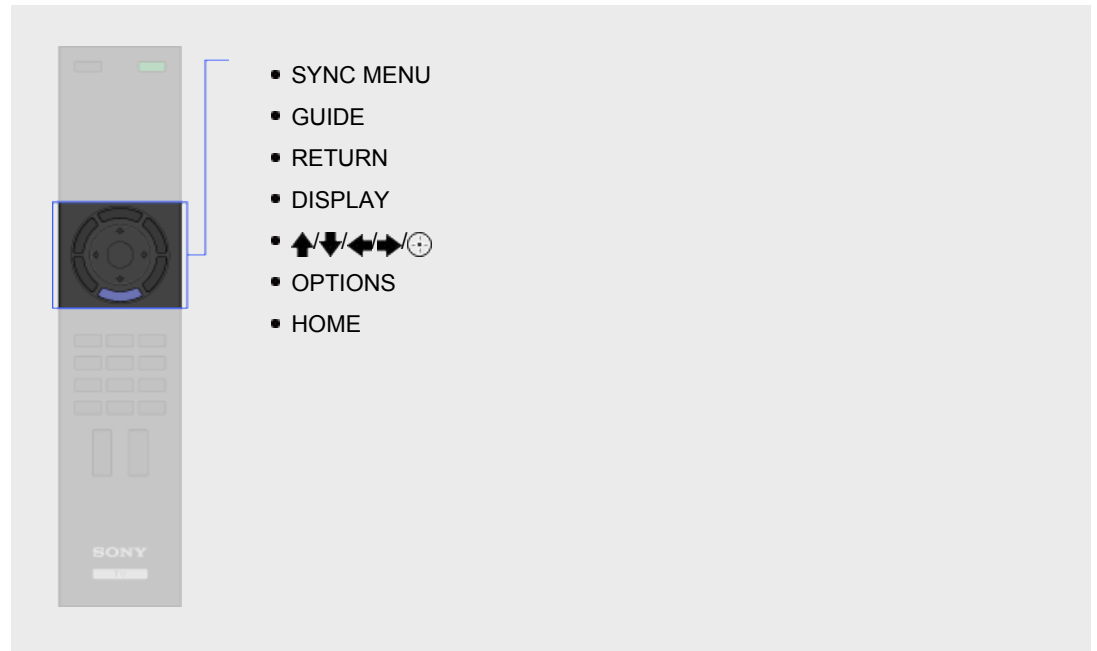 SYNC MENU
GUIDE
RETURN
DISPLAY
↑/↓/←/→/⊕
OPTIONS
HOME
SONY